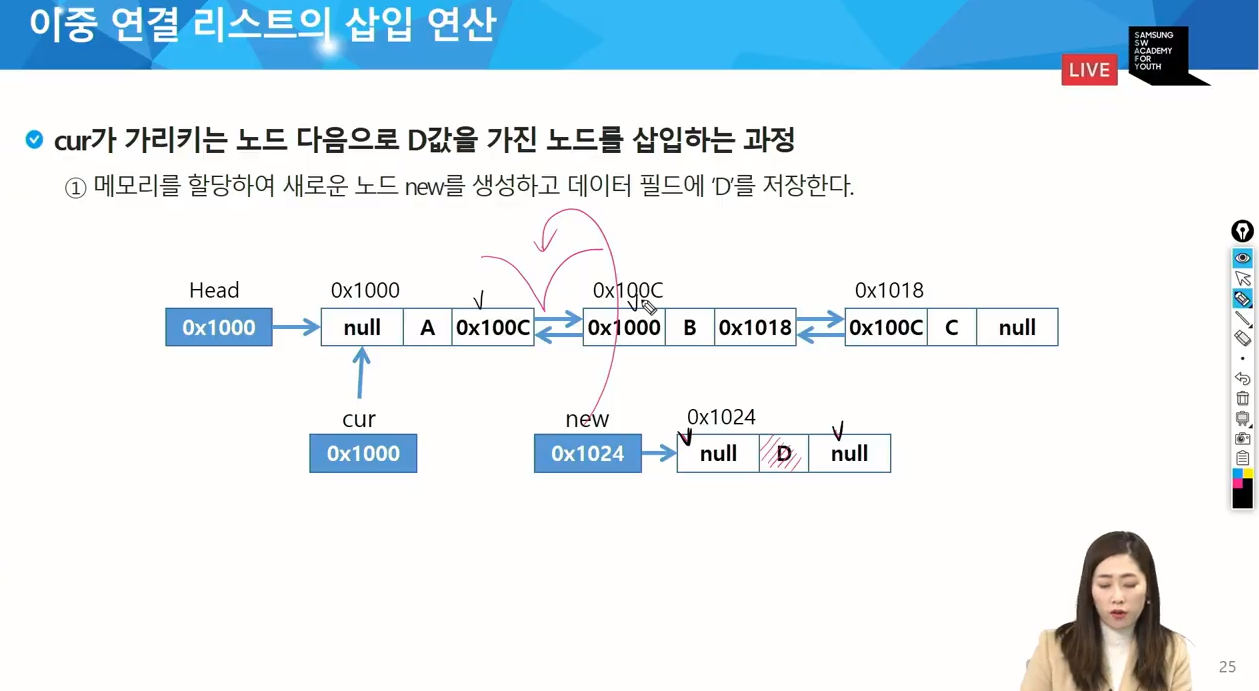 이중 연결 리스트의 삽입 연산
SAMSUNG
SW
ACADEMY
FOR
YOUTH
LIVE
cur가 가리키는 노드 다음으로 D값을 가진 노드를 삽입하는 과정
① 메모리를 할당하여 새로운 노드 new를 생성하고 데이터 필드에 ‘D’를 저장한다.
Head 0x1000 0x100C 0x1018
0x1000 null A 0x100C 0x1000 B 0x1018 0x100C C null
cur new 0x1024
0x1000 0x1024 null D null
25